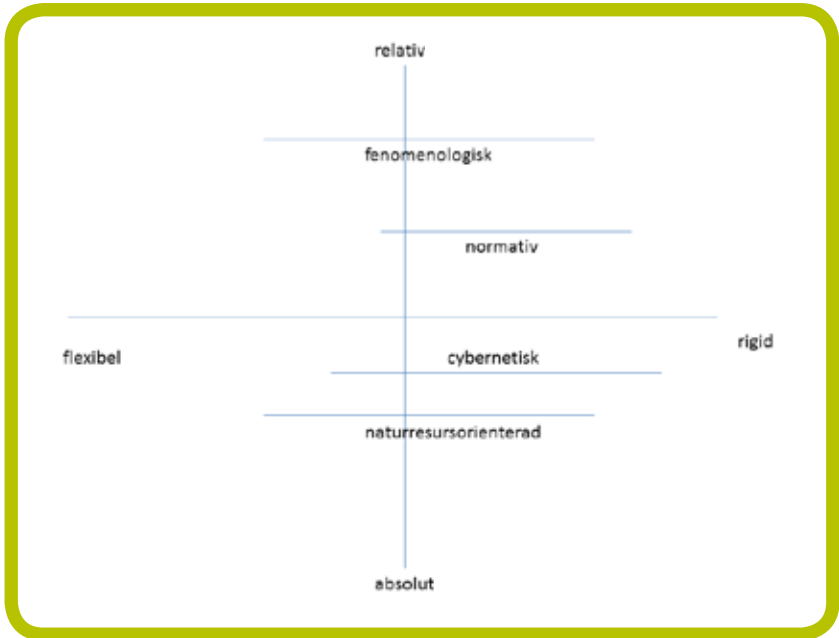 relativ
fenomenologisk
normativ
rigid
flexibel
cybernetisk
naturresursorienterad
absolut